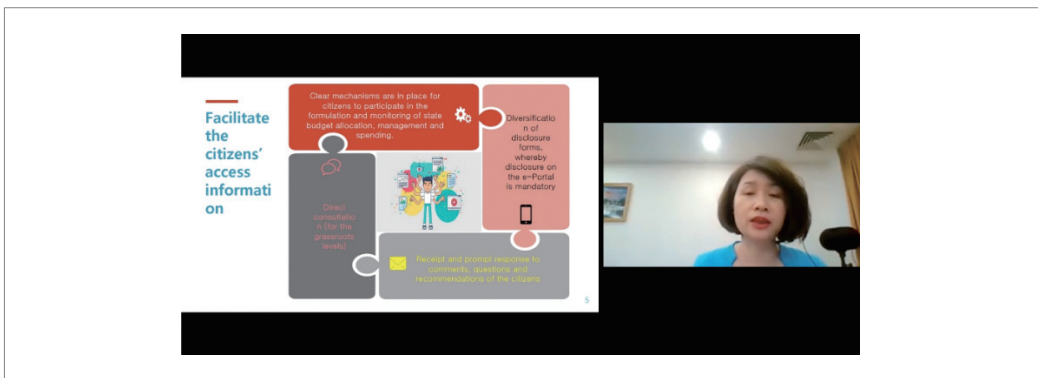 Facilitate
the
citizens'
access
informati
on
Clear mechanisms are in place for
citizens to participate in the
formulation and monitoring of state
budget allocation, management and
spending.
Diversificatio
n of
disclosure
forms,
whereby
disclosure on
the e-Portal
is mandatory
Direct
consultatio
n (for the
grassroots
levels)
Receipt and prompt response to
comments, questions and
recommendations of the citizens
5